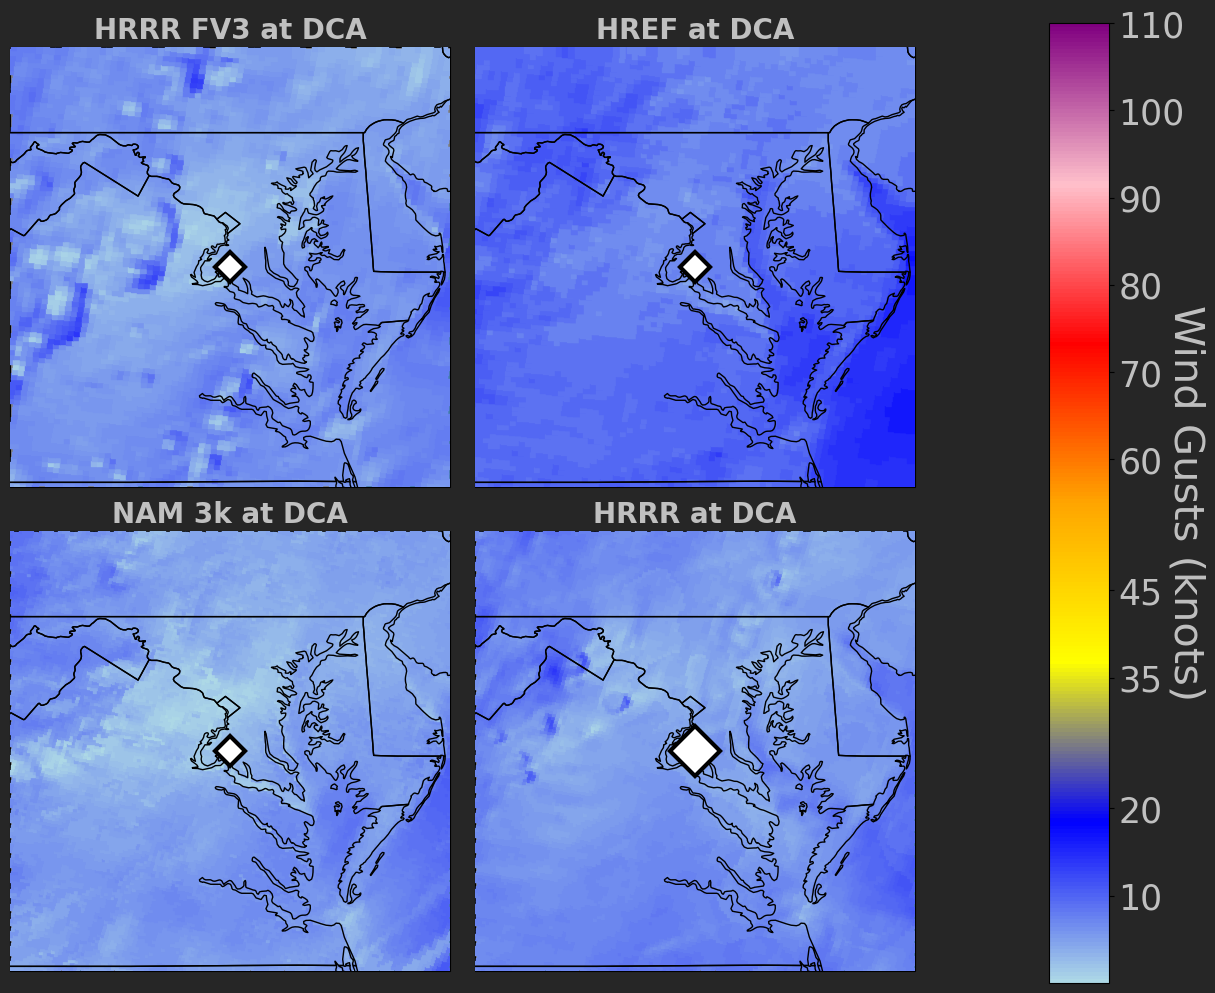 HRRR FV3 at DCA
HREF at DCA
NAM 3k at DCA
HRRR at DCA
110
100
90
80
70
60
45
35
20
10
Wind Gusts (knots)